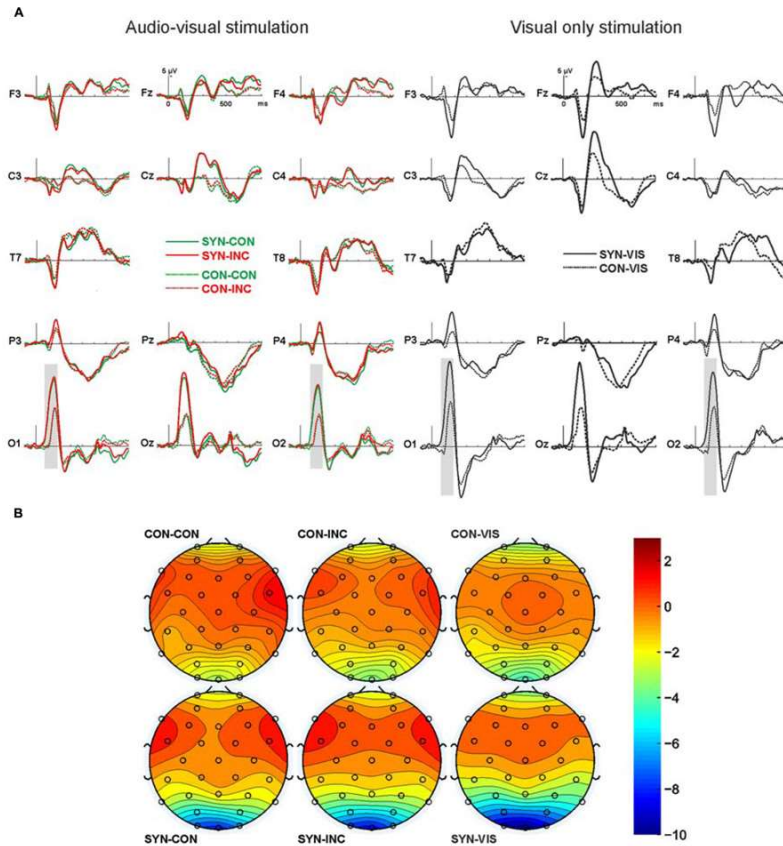 A
Audio-visual stimulation
Visual only stimulation
F3
5 µV
Fz
500
ms
F4
F3
5 µV
Fz
500
ms
F4
C3
Cz
C4
C3
Cz
C4
T7
SYN-CON
SYN-INC
CON-CON
CON-INC
T8
T7
SYN-VIS
CON-VIS
T8
P3
Pz
P4
P3
Pz
P4
O1
Oz
O2
O1
Oz
O2
B
CON-CON
CON-INC
CON-VIS
2
0
-2
-4
-6
-8
-10
SYN-CON
SYN-INC
SYN-VIS